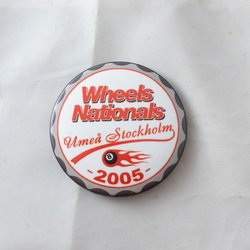 Wheels
Nationals
Umeå Stockholm
8
-2005-